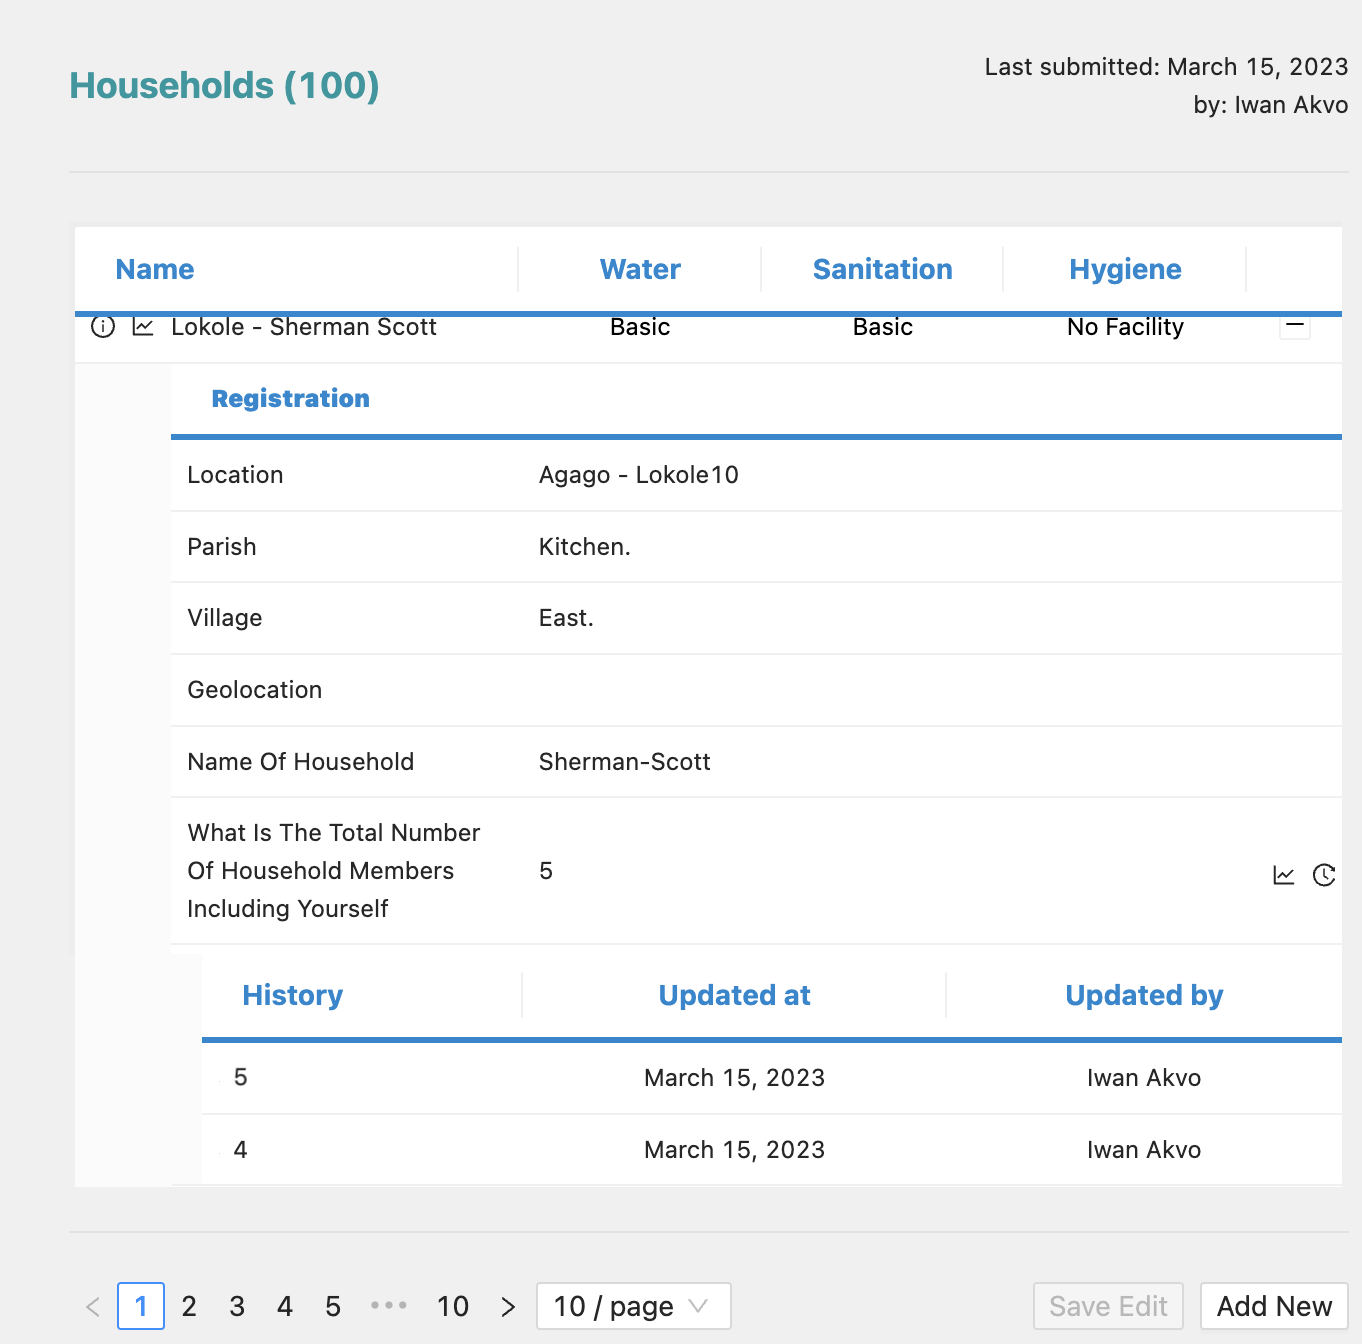 Households (100)
Last submitted: March 15, 2023
by: Iwan Akvo
Name Water Sanitation Hygiene
Lokole - Sherman Scott Basic Basic No Facility
Registration
Location Agago - Lokole10
Parish Kitchen.
Village East.
Geolocation
Name Of Household Sherman-Scott
What Is The Total Number
Of Household Members 5
Including Yourself
History Updated at Updated by
5 March 15, 2023 Iwan Akvo
4 March 15, 2023 Iwan Akvo
< 1 2 3 4 5 ••• 10 > 10 / page Save Edit Add New